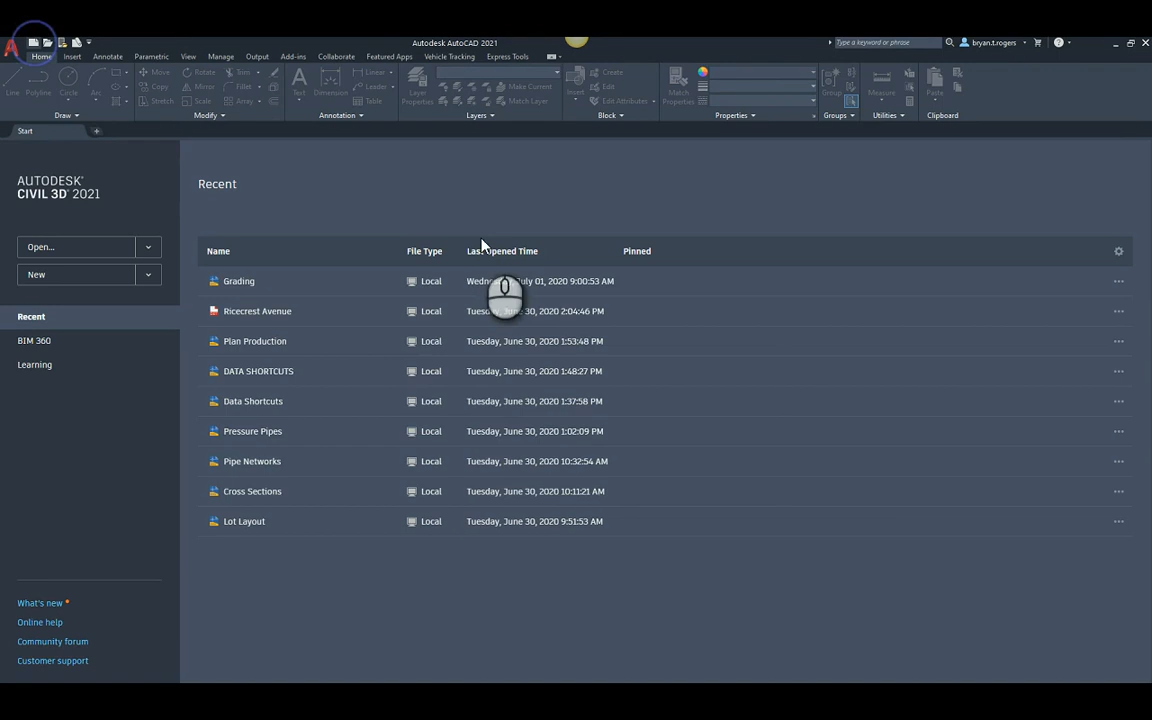 Autodesk AutoCAD 2021
Type a keyword or phrase
bryan.t.rogers
Home Insert Annotate Parametric View Manage Output Add-ins Collaborate Featured Apps Vehicle Tracking Express Tools
Line Polyline Circle Arc
Move Rotate Trim
Copy Mirror Fillet
Stretch Scale Array
Text Dimension
Linear
Leader
Table
Layer Properties
Make Current
Match Layer
Insert
Create
Edit
Edit Attributes
Match Properties
Group
Measure
Paste
Draw Modify Annotation Layers Block Properties Groups Utilities Clipboard
Start
AUTODESK®
CIVIL 3D® 2021
Open...
New
Recent
BIM 360
Learning
What's new
Online help
Community forum
Customer support
Recent
Name File Type Last Opened Time Pinned
Grading Local July 01, 2020 9:00:53 AM
Ricecrest Avenue Local 30, 2020 2:04:46 PM
Plan Production Local Tuesday, June 30, 2020 1:53:48 PM
DATA SHORTCUTS Local Tuesday, June 30, 2020 1:48:27 PM
Data Shortcuts Local Tuesday, June 30, 2020 1:37:58 PM
Pressure Pipes Local Tuesday, June 30, 2020 1:02:09 PM
Pipe Networks Local Tuesday, June 30, 2020 10:32:54 AM
Cross Sections Local Tuesday, June 30, 2020 10:11:21 AM
Lot Layout Local Tuesday, June 30, 2020 9:51:53 AM